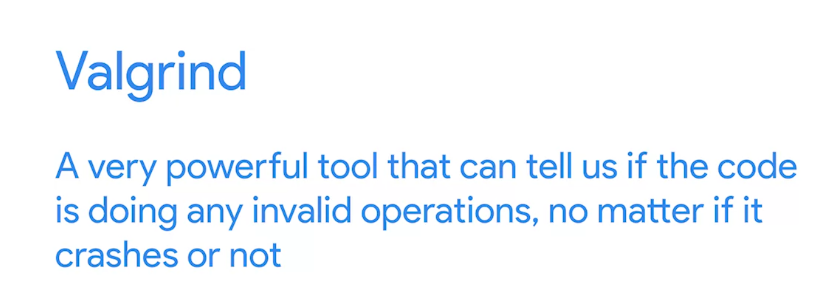 Valgrind
A very powerful tool that can tell us if the code
is doing any invalid operations, no matter if it
crashes or not